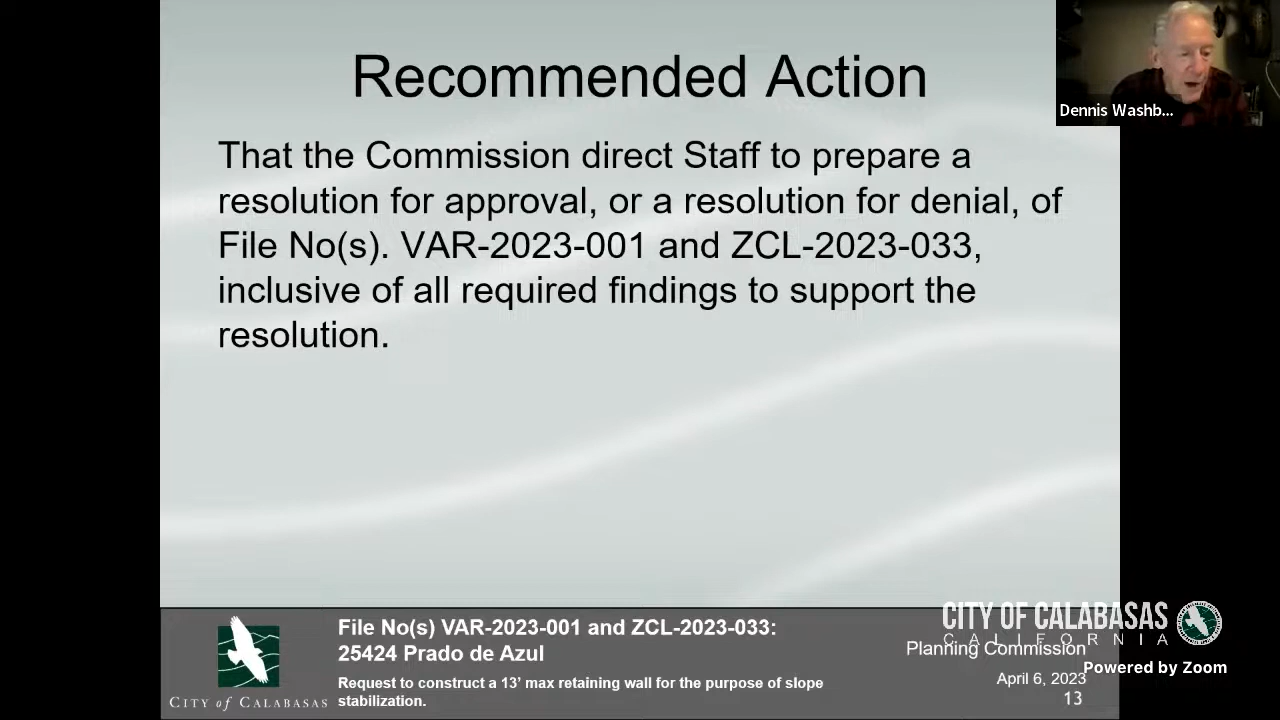 Recommended Action
Dennis Washb...
That the Commission direct Staff to prepare a
resolution for approval, or a resolution for denial, of
File No(s). VAR-2023-001 and ZCL-2023-033,
inclusive of all required findings to support the
resolution.
File No(s) VAR-2023-001 and ZCL-2023-033:
25424 Prado de Azul
Request to construct a 13' max retaining wall for the purpose of slope
stabilization.
CITY of CALABASAS
CITY OF CALABASAS
CALIFORNIA
Planning Commission
Powered by Zoom
April 6, 2023
13